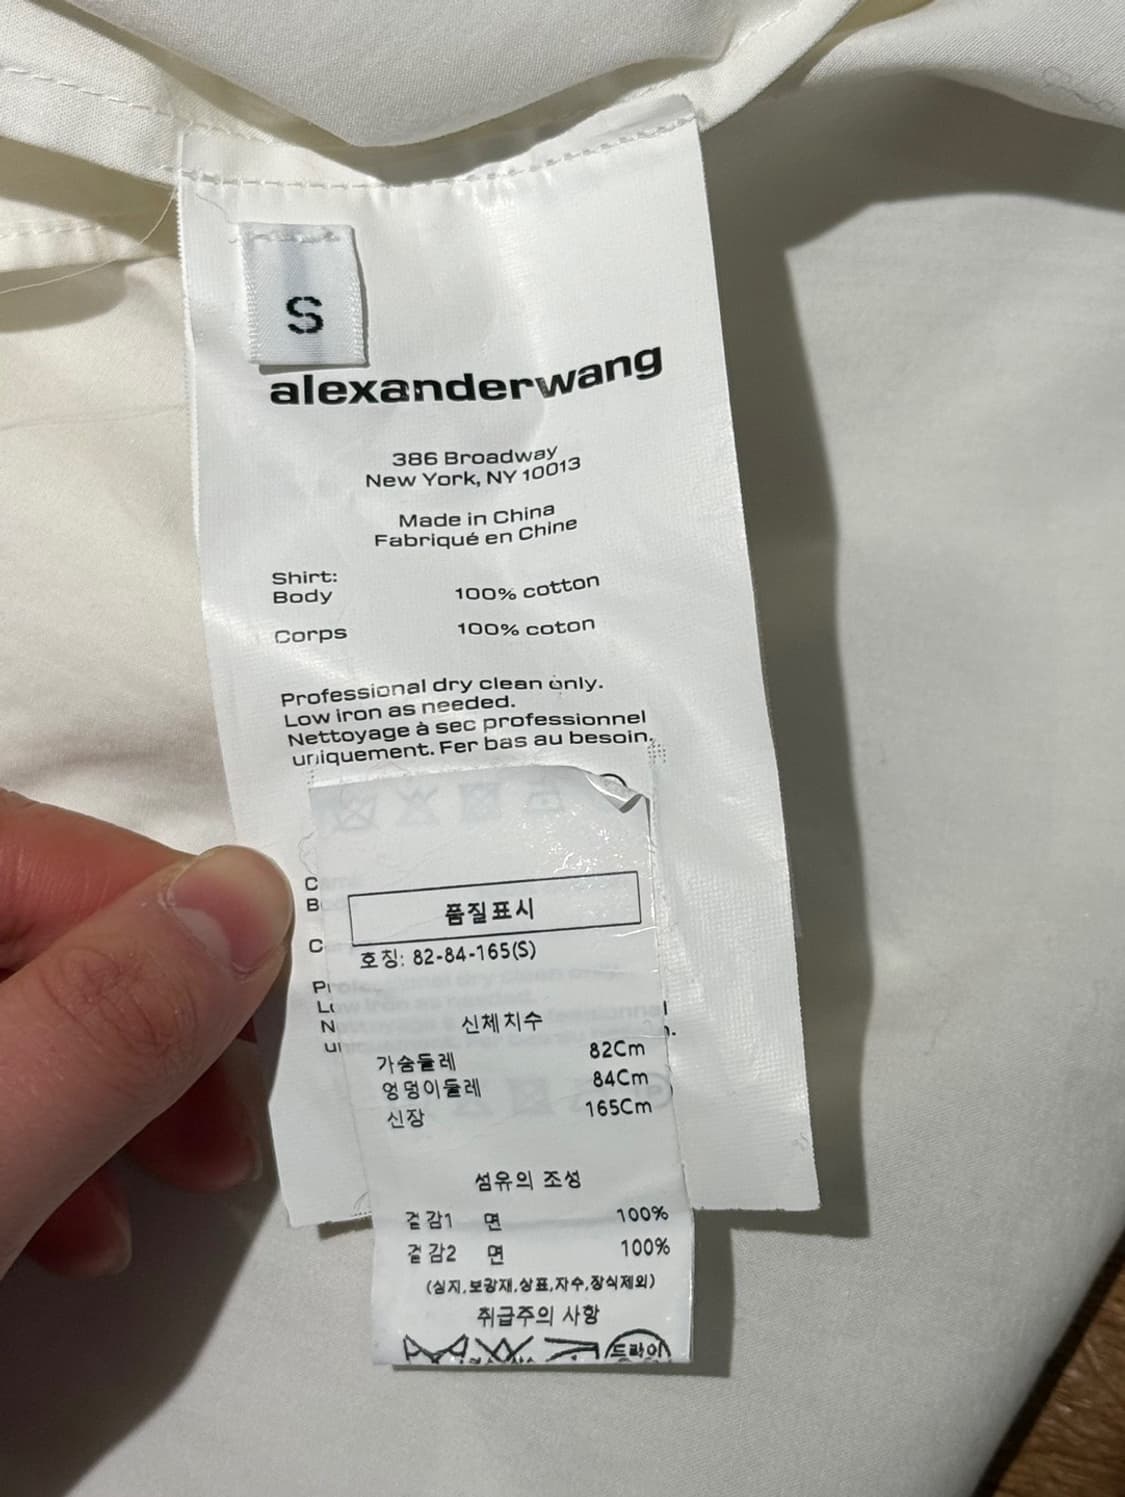 S
alexanderwang
386 Broadway
New York, NY 10013
Made in China
Fabriqué en Chine
Shirt:
Body 100% cotton
Corps 100% coton
Professional dry clean only.
Low iron as needed.
Nettoyage à sec professionnel
uniquement. Fer bas au besoin.
품질표시
호칭: 82-84-165(S)
신체치수
가슴둘레 82Cm
엉덩이둘레 84Cm
신장 165Cm
섬유의 조성
겉감1 면 100%
겉감2 면 100%
(심지,보강재,상표,자수,장식제외)
취급주의 사항
드라이